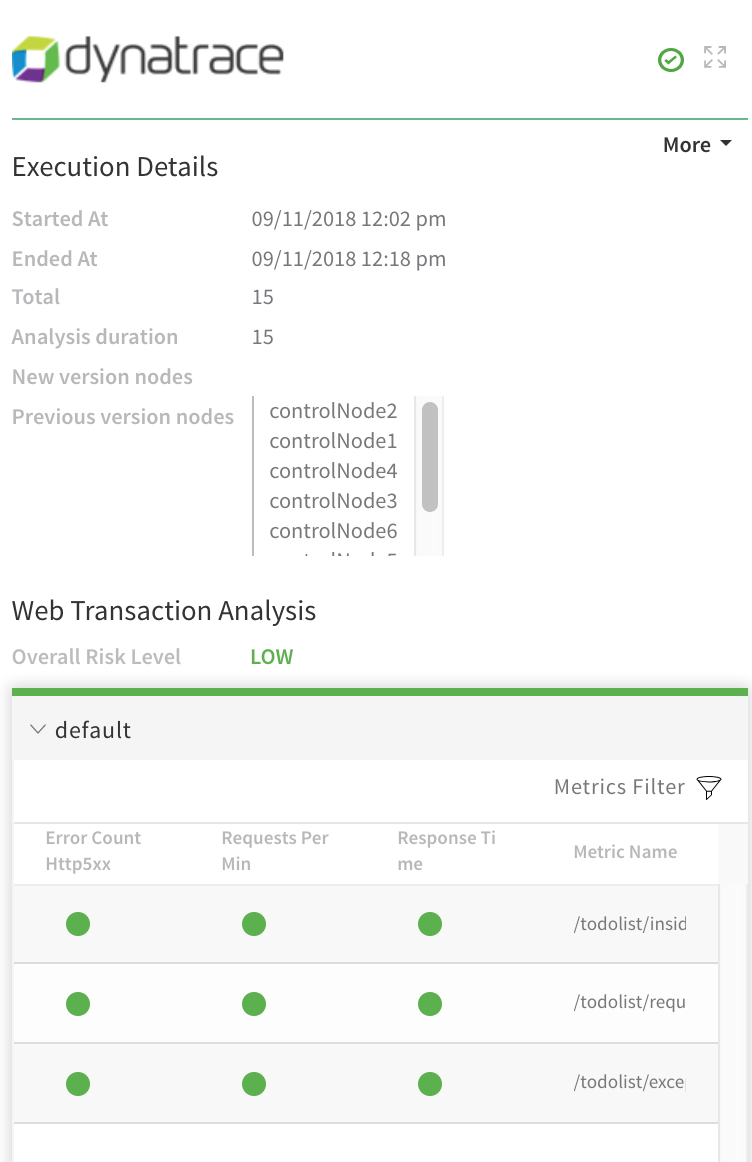 dynatrace
More
Execution Details
Started At 09/11/2018 12:02 pm
Ended At 09/11/2018 12:18 pm
Total 15
Analysis duration 15
New version nodes
Previous version nodes controlNode2
controlNode1
controlNode4
controlNode3
controlNode6
Web Transaction Analysis
Overall Risk Level LOW
default
Metrics Filter
Error Count Requests Per Response Ti Metric Name
Http5xx Min me
/todolist/insid
/todolist/requ
/todolist/exce